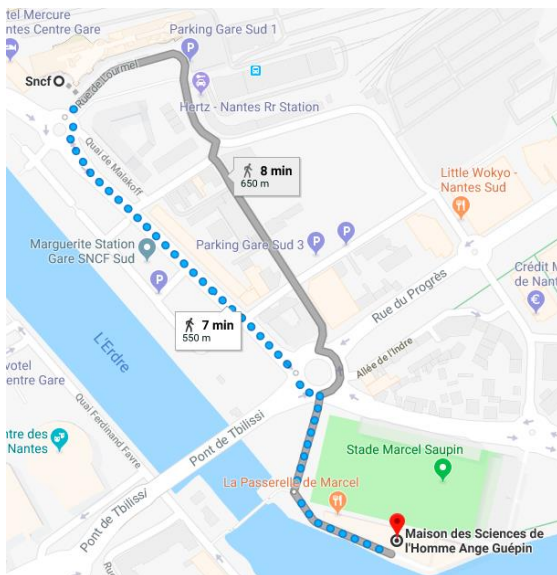 tel Mercure
ntes Centre Gare
Parking Gare Sud 1
Sncf
Rue de Lourmel
Hertz - Nantes Rr Station
Quai de Malakoff
8 min
650 m
Little Wokyo -
Nantes Sud
Marguerite Station
Gare SNCF Sud
Parking Gare Sud 3
Rue du Progrès
Crédit M
de Nant
7 min
550 m
L'Erdre
Allée de l'Indre
ovotel
entre Gare
Quai Ferdinand Favre
Pont de Tbilissi
ntre des
Nantes
Stade Marcel Saupin
La Passerelle de Marcel
Pont de Tbilissi
Maison des Sciences de
l'Homme Ange Guépin